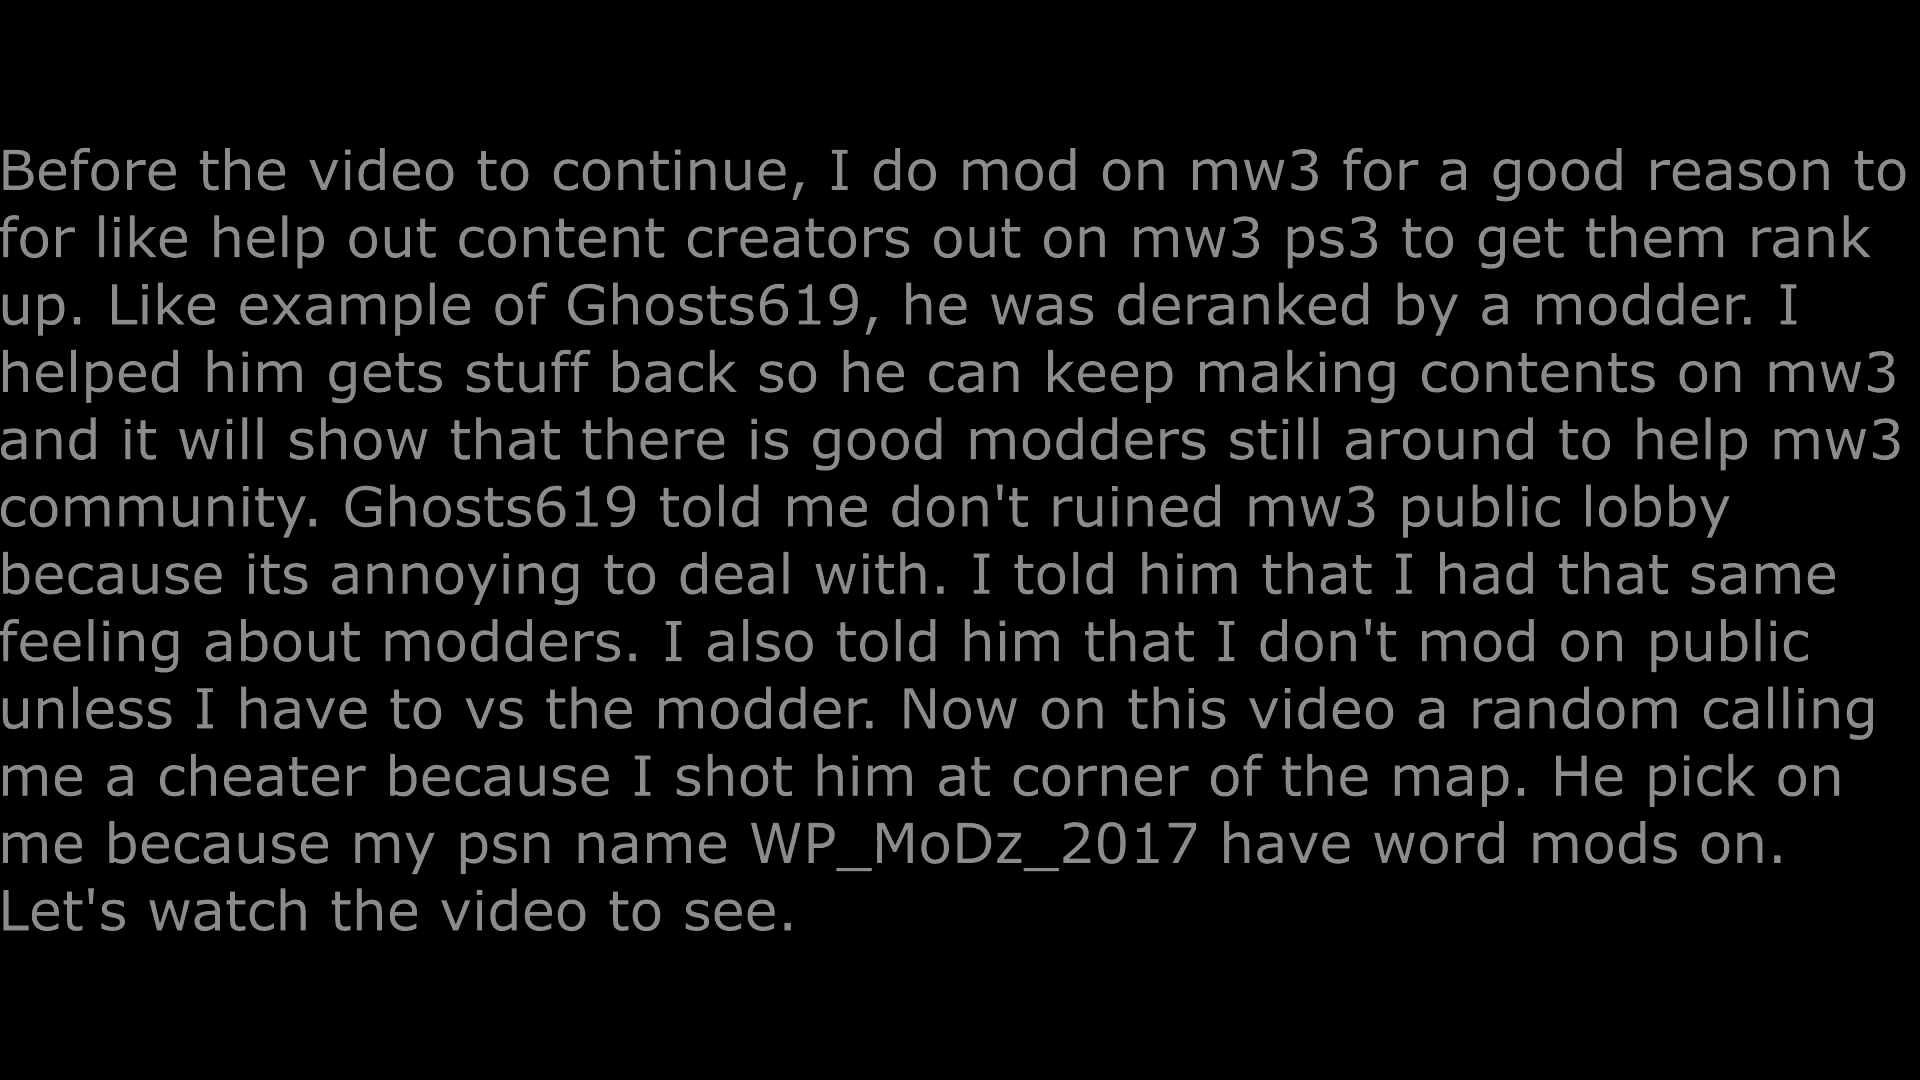 Before the video to continue, I do mod on mw3 for a good reason to
for like help out content creators out on mw3 ps3 to get them rank
up. Like example of Ghosts619, he was deranked by a modder. I
helped him gets stuff back so he can keep making contents on mw3
and it will show that there is good modders still around to help mw3
community. Ghosts619 told me don't ruined mw3 public lobby
because its annoying to deal with. I told him that I had that same
feeling about modders. I also told him that I don't mod on public
unless I have to vs the modder. Now on this video a random calling
me a cheater because I shot him at corner of the map. He pick on
me because my psn name WP_MoDz_2017 have word mods on.
Let's watch the video to see.